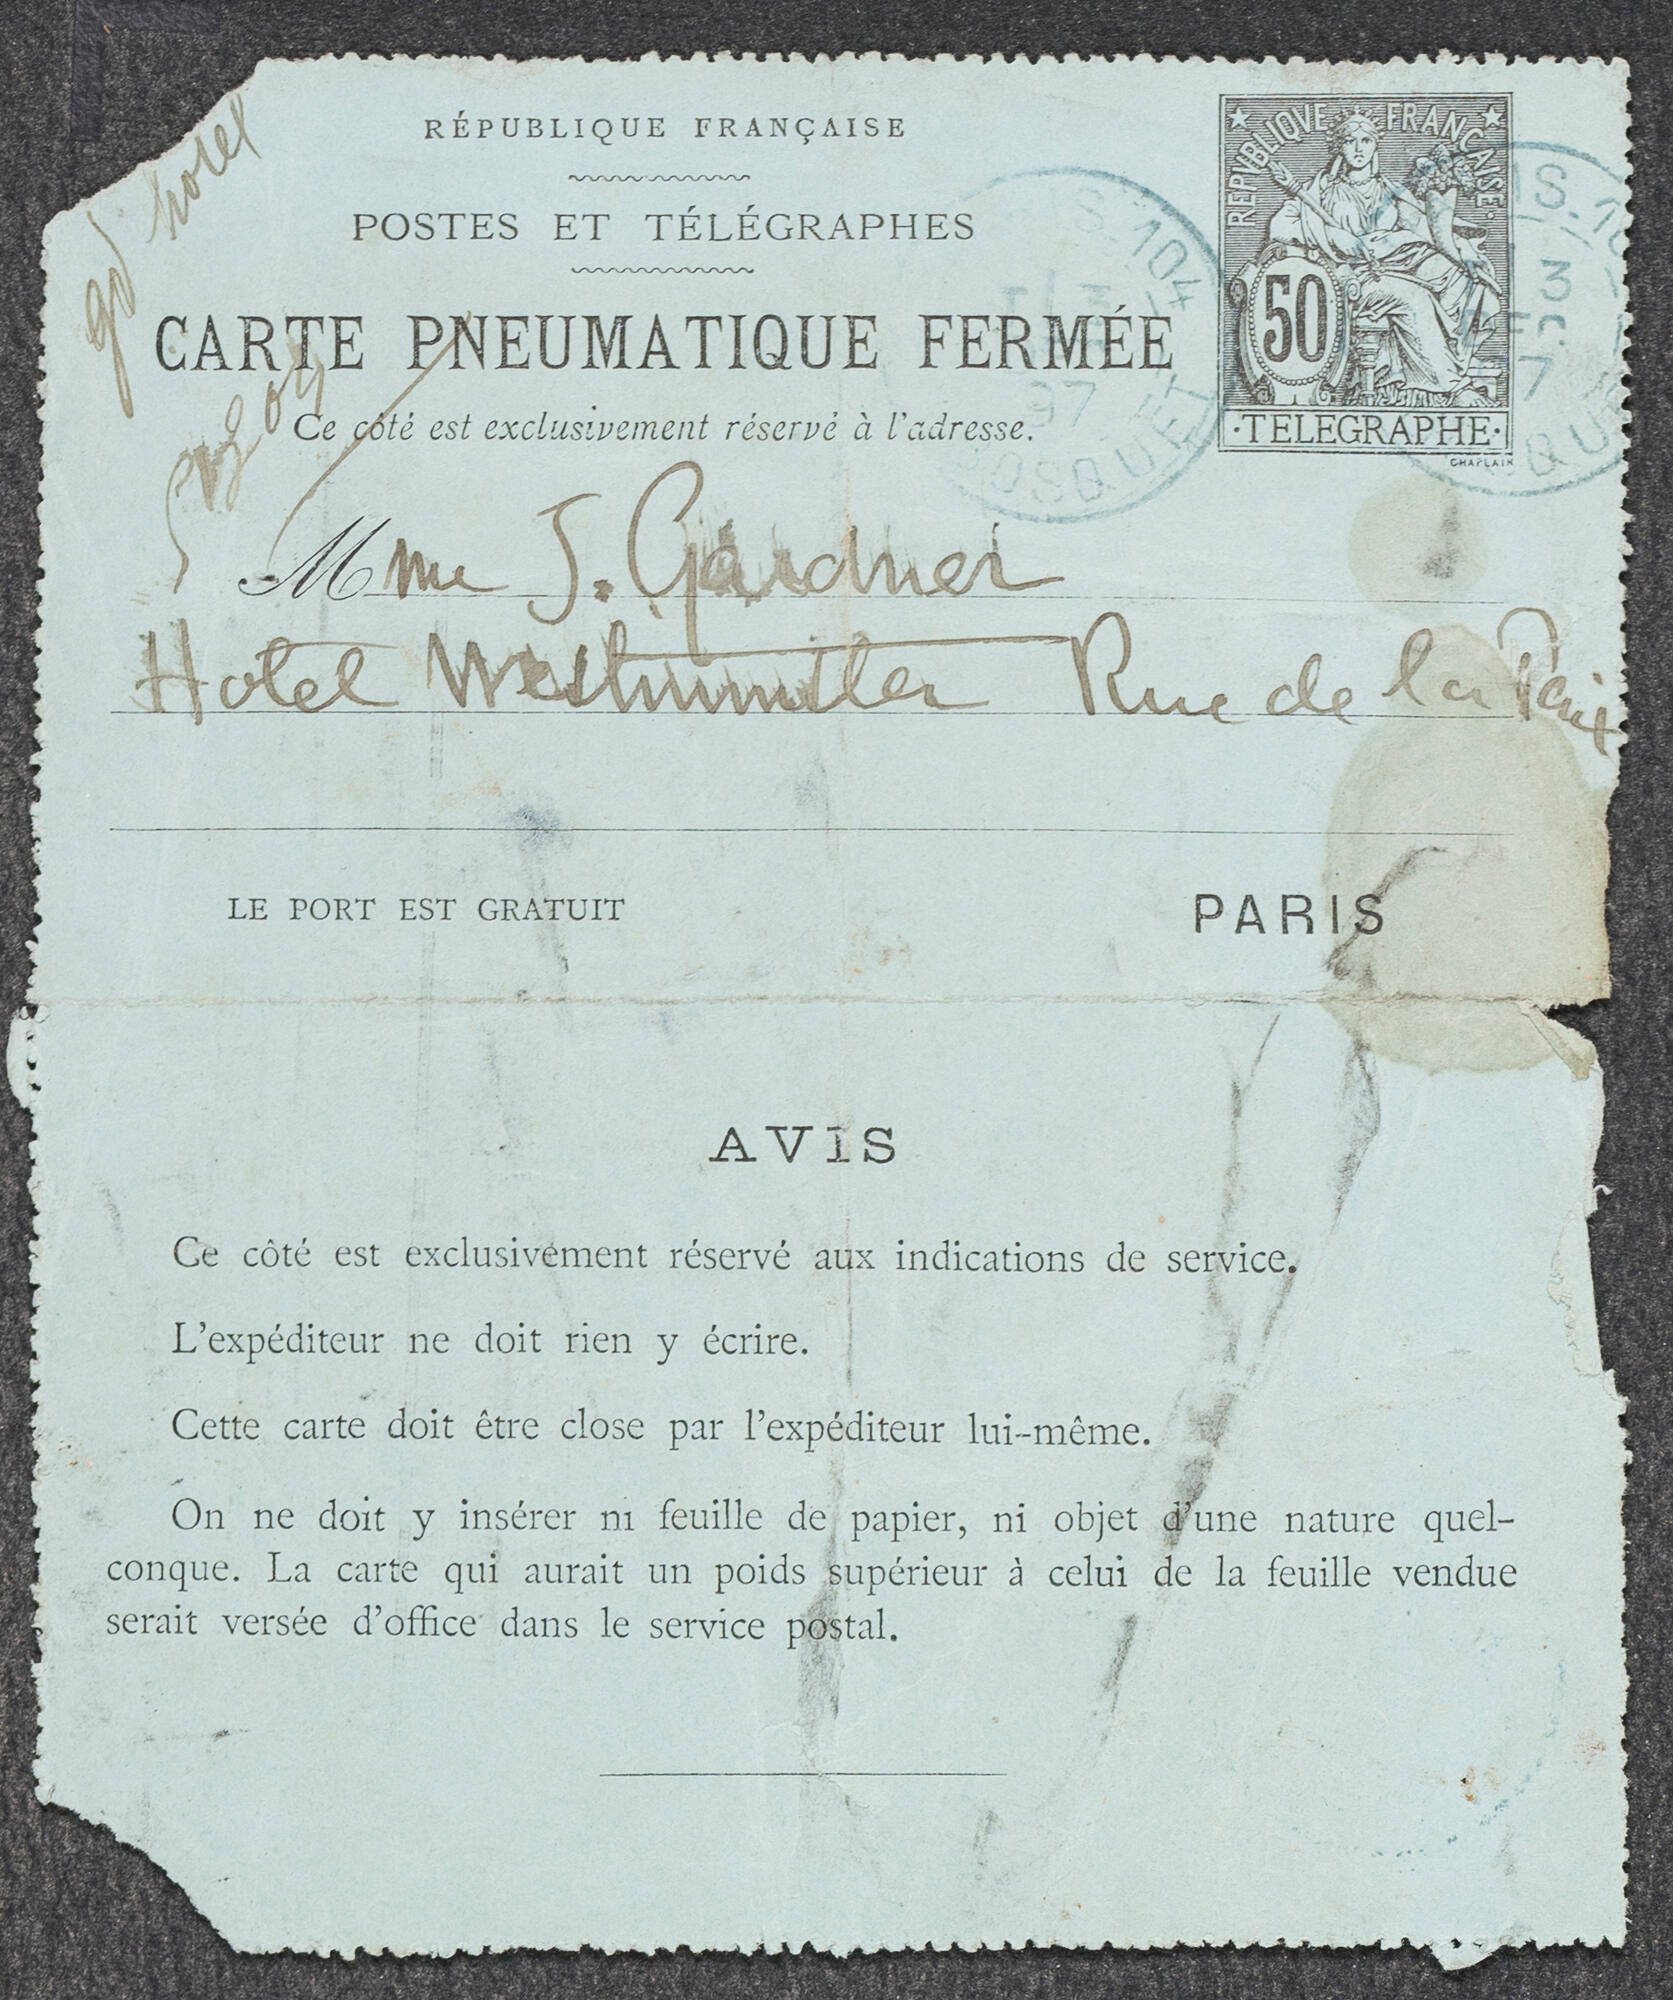 RÉPUBLIQUE FRANÇAISE
POSTES ET TÉLÉGRAPHES
CARTE PNEUMATIQUE FERMÉE
Ce côté est exclusivement réservé à l'adresse.
REPVBLIQVE FRANÇAISE
50
TELEGRAPHE
CHAPLAIN
S. 104
97
OSQUET
hotel
Mme J. Gardner
Hotel Westminster Rue de la Paix
LE PORT EST GRATUIT
PARIS
AVIS
Ce côté est exclusivement réservé aux indications de service.
L'expéditeur ne doit rien y écrire.
Cette carte doit être close par l'expéditeur lui-même.
On ne doit y insérer ni feuille de papier, ni objet d'une nature quel-
conque. La carte qui aurait un poids supérieur à celui de la feuille vendue
serait versée d'office dans le service postal.